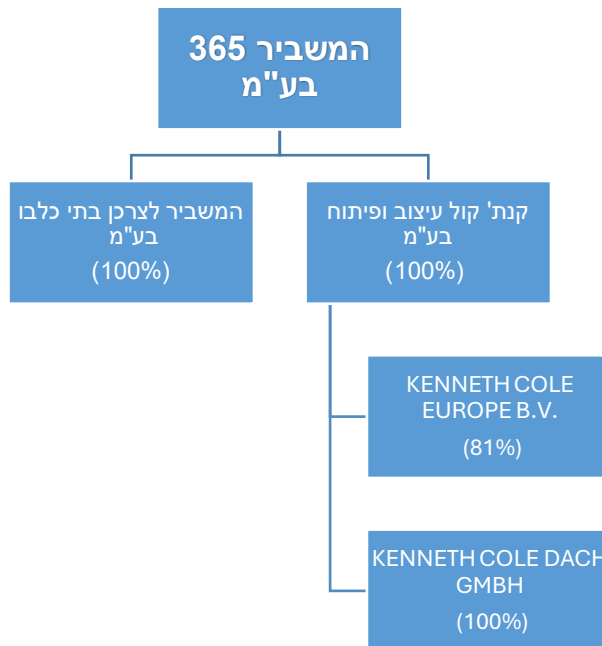 המשביר 365
בע"מ
קנת' קול עיצוב ופיתוח
בע"מ
(100%)
המשביר לצרכן בתי כלבו
בע"מ
(100%)
KENNETH COLE
EUROPE B.V.
(81%)
KENNETH COLE DACH
GMBH
(100%)